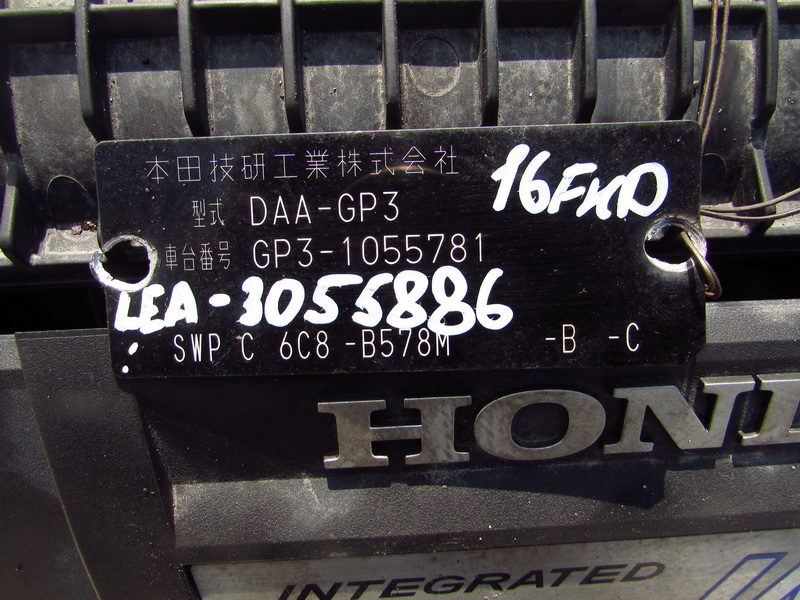 本田技研工業株式会社
16FXD
型式 DAA-GP3
車台番号 GP3-1055781
LEA-3055886
SWP C 6C8 -B578M -B -C
HON
INTEGRATED